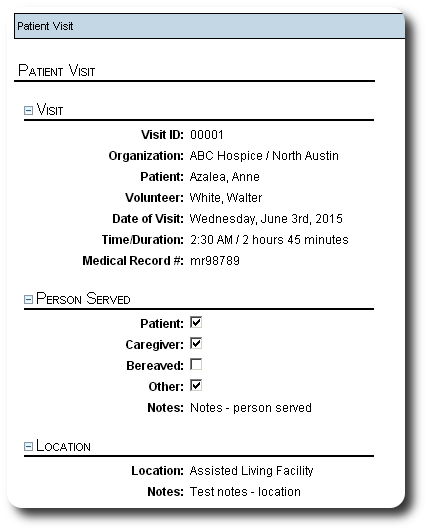 Patient Visit
Patient Visit
Visit
Visit ID: 00001
Organization: ABC Hospice / North Austin
Patient: Azalea, Anne
Volunteer: White, Walter
Date of Visit: Wednesday, June 3rd, 2015
Time/Duration: 2:30 AM / 2 hours 45 minutes
Medical Record #: mr98789
Person Served
Patient:
Caregiver:
Bereaved:
Other:
Notes: Notes - person served
Location
Location: Assisted Living Facility
Notes: Test notes - location